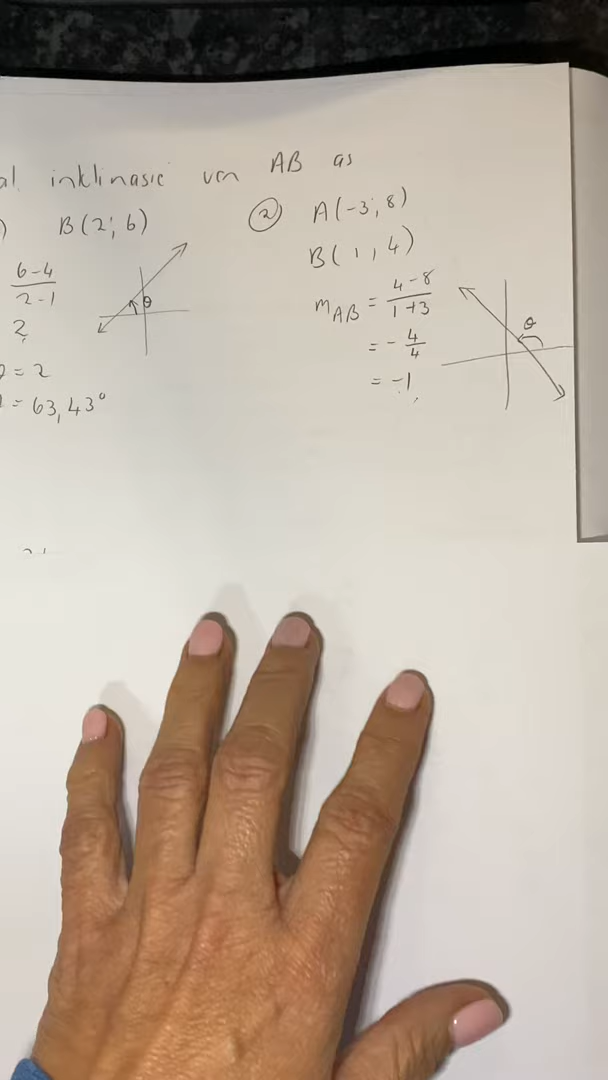 al inklinasie van AB as
) B(2; 6)
6-4
2-1
2
θ = 2
= 63,43°
θ
② A(-3; 8)
B(1, 4)
m_AB = 4-8
1+3
= - 4
4
= -1
θ